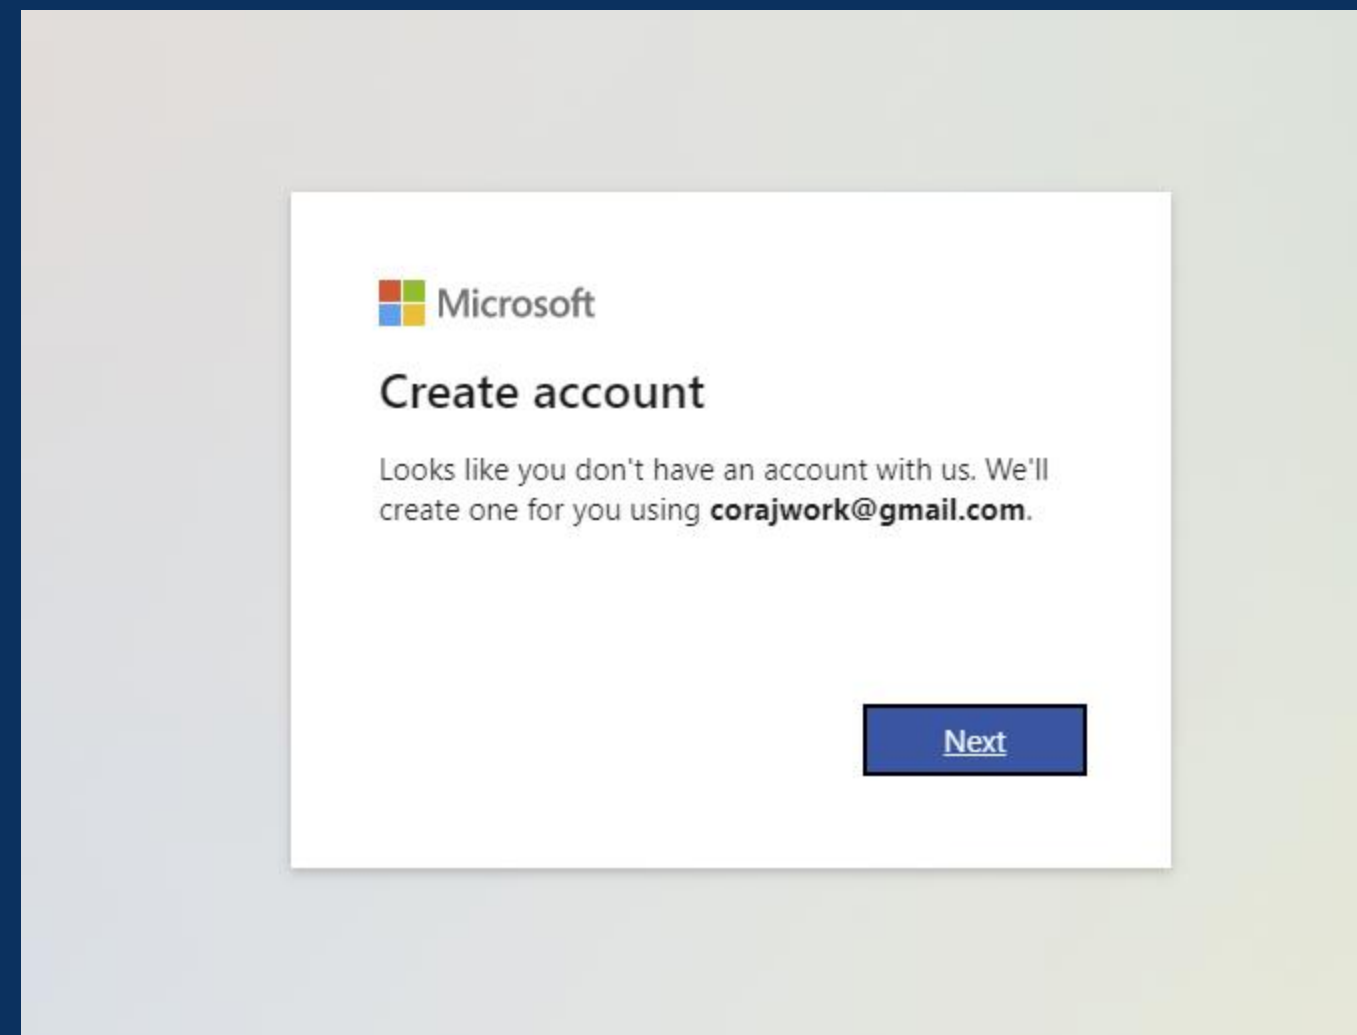 Microsoft
Create account
Looks like you don't have an account with us. We'll
create one for you using corajwork@gmail.com.
Next